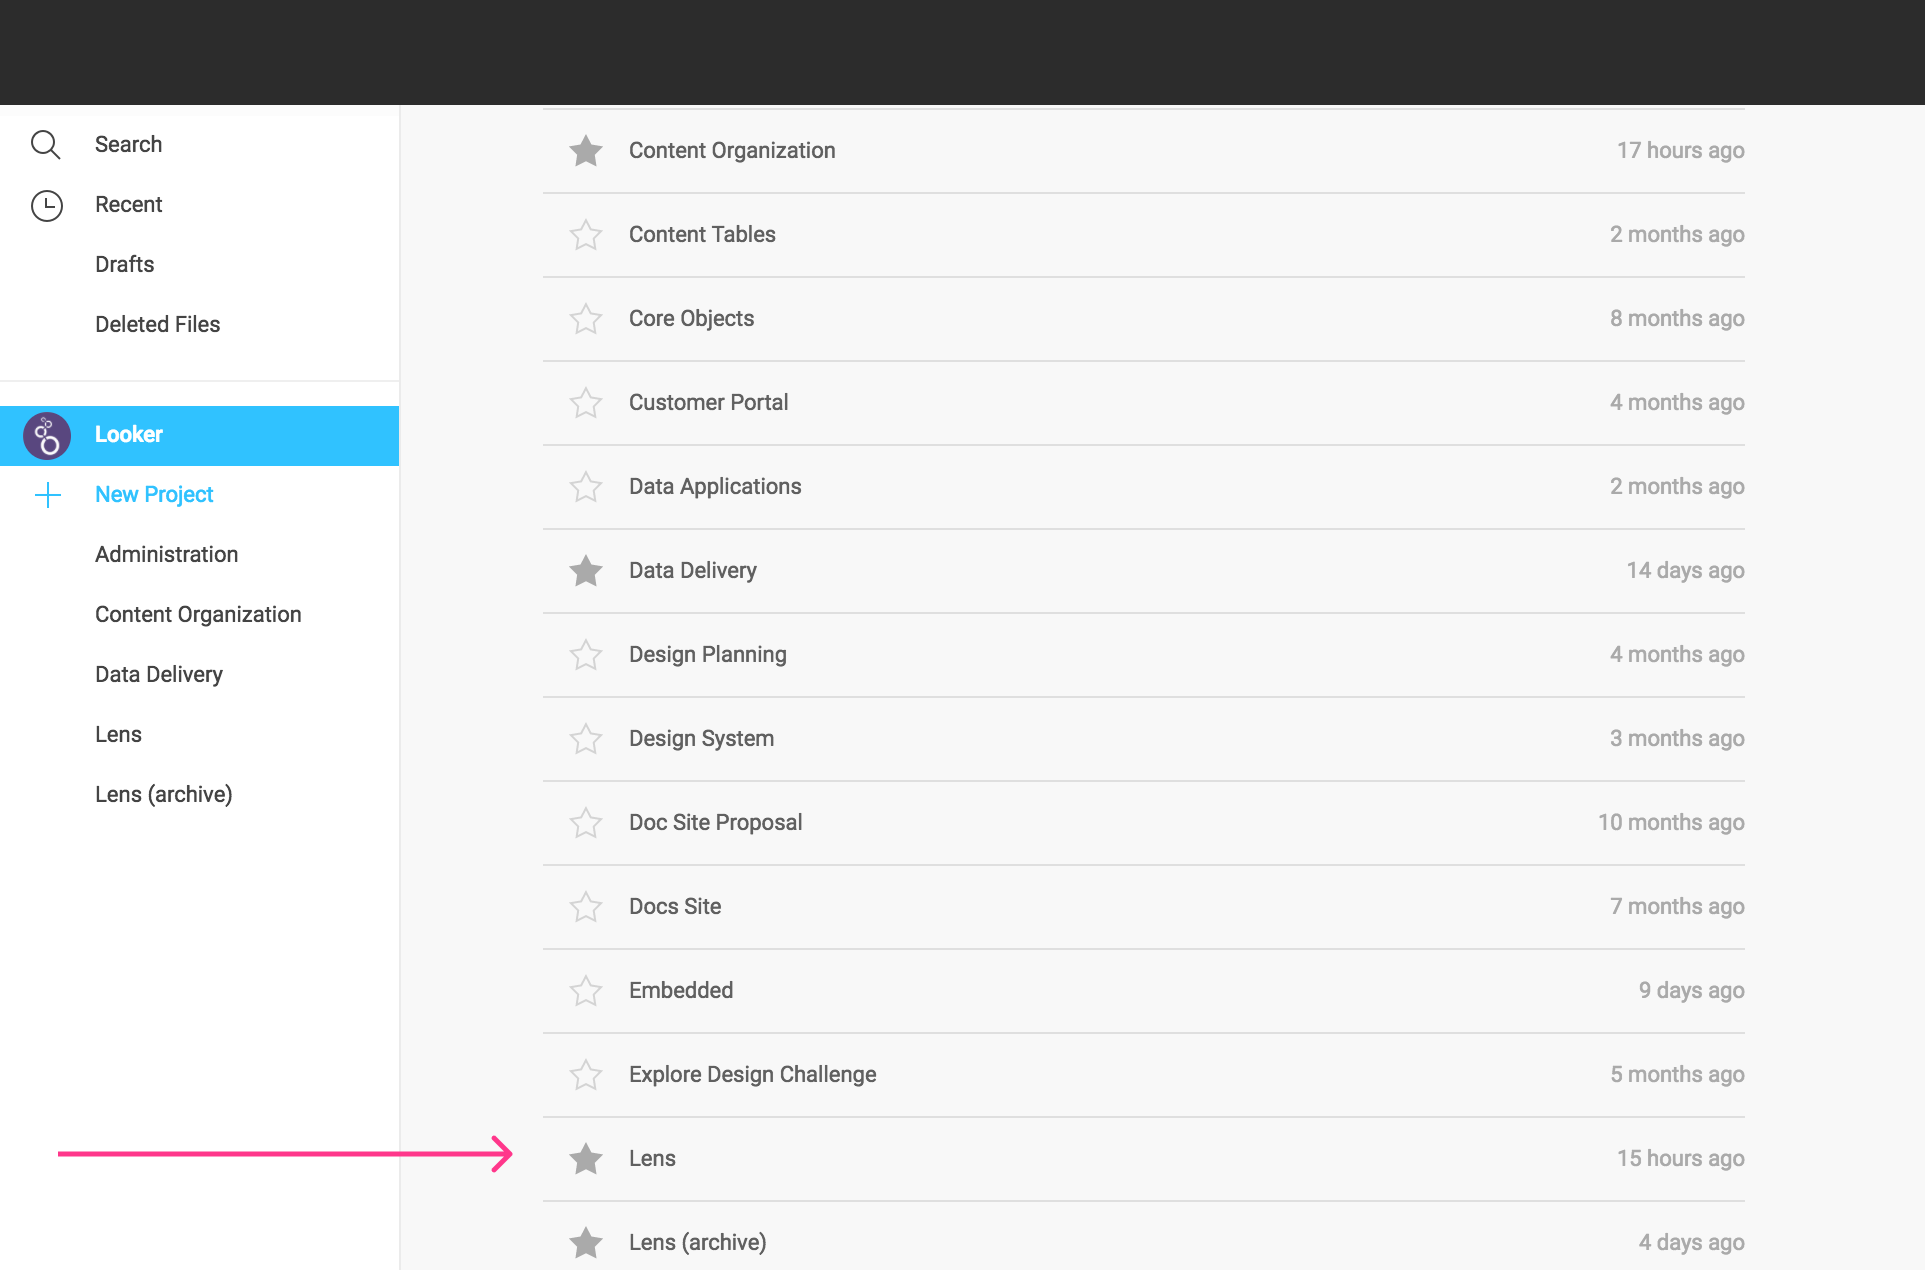 Search
Recent
Drafts
Deleted Files
Looker
New Project
Administration
Content Organization
Data Delivery
Lens
Lens (archive)
Content Organization 17 hours ago
Content Tables 2 months ago
Core Objects 8 months ago
Customer Portal 4 months ago
Data Applications 2 months ago
Data Delivery 14 days ago
Design Planning 4 months ago
Design System 3 months ago
Doc Site Proposal 10 months ago
Docs Site 7 months ago
Embedded 9 days ago
Explore Design Challenge 5 months ago
Lens 15 hours ago
Lens (archive) 4 days ago